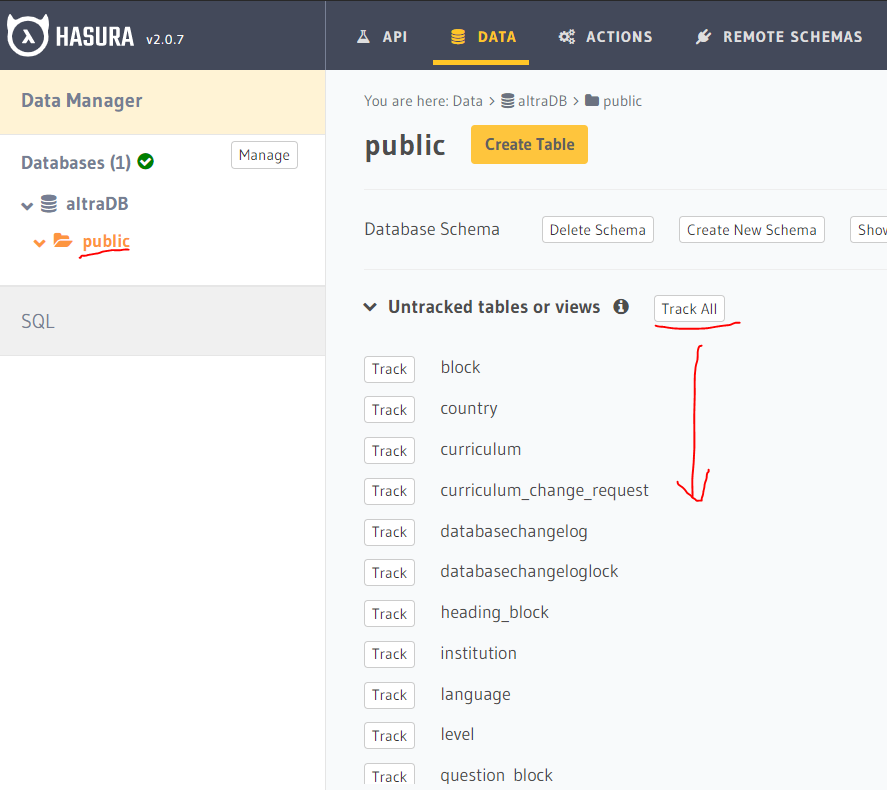 HASURA v2.0.7
API DATA ACTIONS REMOTE SCHEMAS
Data Manager
Databases (1) Manage
altraDB
public
SQL
You are here: Data > altraDB > public
public Create Table
Database Schema Delete Schema Create New Schema Show
Untracked tables or views Track All
Track block
Track country
Track curriculum
Track curriculum_change_request
Track databasechangelog
Track databasechangeloglock
Track heading_block
Track institution
Track language
Track level
Track question_block